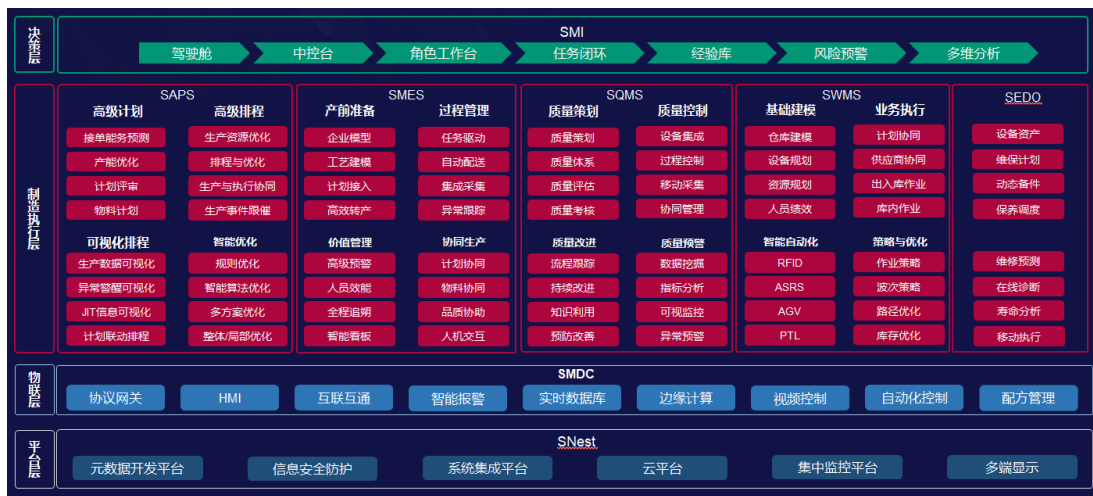 决策层
SMI
驾驶舱 中控台 角色工作台 任务闭环 经验库 风险预警 多维分析
制造执行层
SAPS SMES SQMS SWMS SEDO
高级计划 高级排程 产前准备 过程管理 质量策划 质量控制 基础建模 业务执行
接单能务预测 生产资源优化 企业模型 任务驱动 质量策划 设备集成 仓库建模 计划协同 设备资产
产能优化 排程与优化 工艺建模 自动配送 质量体系 过程控制 设备规划 供应商协同 维保计划
计划评审 生产与执行协同 计划接入 集成采集 质量评估 移动采集 资源规划 出入库作业 动态备件
物料计划 生产事件跟催 高效转产 异常跟踪 质量考核 协同管理 人员绩效 库内作业 保养调度
可视化排程 智能优化 价值管理 协同生产 质量改进 质量预警 智能自动化 策略与优化
生产数据可视化 规则优化 高级预警 计划协同 流程跟踪 数据挖掘 RFID 作业策略 维修预测
异常警醒可视化 智能算法优化 人员效能 物料协同 持续改进 指标分析 ASRS 波次策略 在线诊断
JIT信息可视化 多方案优化 全程追朔 品质协助 知识利用 可视监控 AGV 路径优化 寿命分析
计划联动排程 整体/局部优化 智能看板 人机交互 预防改善 异常预警 PTL 库存优化 移动执行
物联层
SMDC
协议网关 HMI 互联互通 智能报警 实时数据库 边缘计算 视频控制 自动化控制 配方管理
平台层
SNest
元数据开发平台 信息安全防护 系统集成平台 云平台 集中监控平台 多端显示